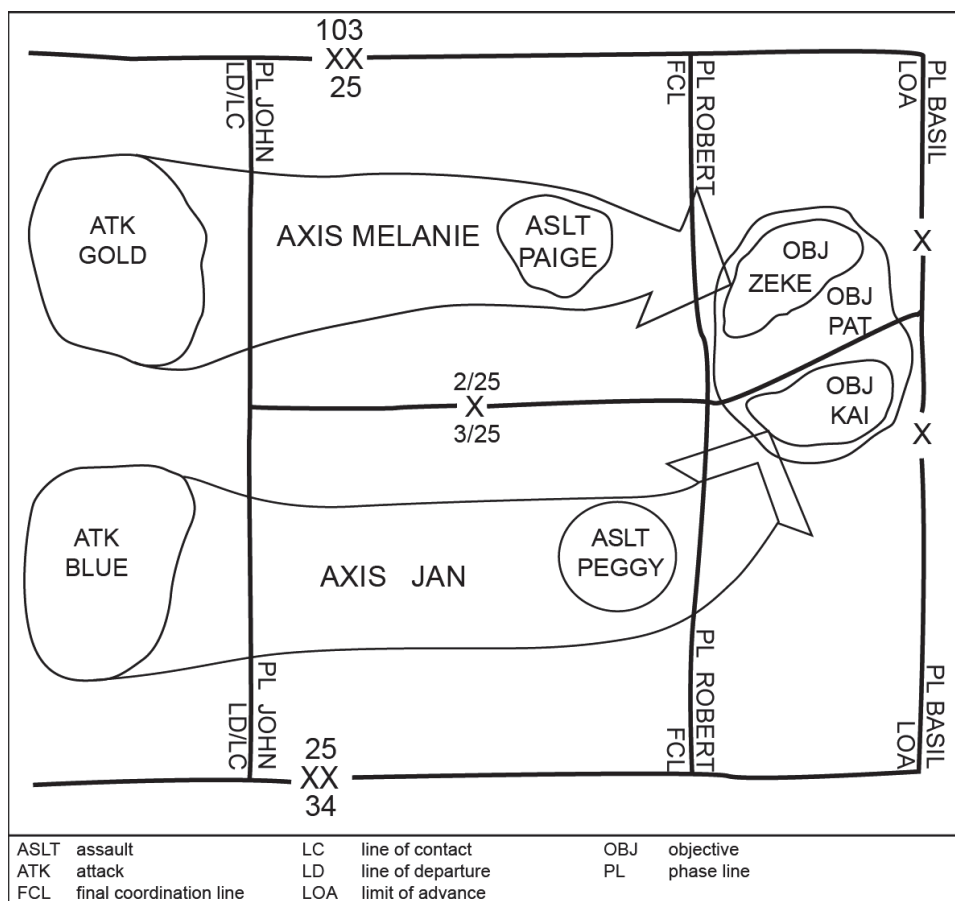 103
XX
25
LD/LC
PL JOHN
FCL
PL ROBERT
LOA
PL BASIL
ATK
GOLD
AXIS MELANIE
ASLT
PAIGE
OBJ
ZEKE
OBJ
PAT
X
2/25
X
3/25
OBJ
KAI
X
ATK
BLUE
AXIS JAN
ASLT
PEGGY
LD/LC
PL JOHN
FCL
PL ROBERT
LOA
PL BASIL
25
XX
34
ASLT assault
ATK attack
FCL final coordination line
LC line of contact
LD line of departure
LOA limit of advance
OBJ objective
PL phase line